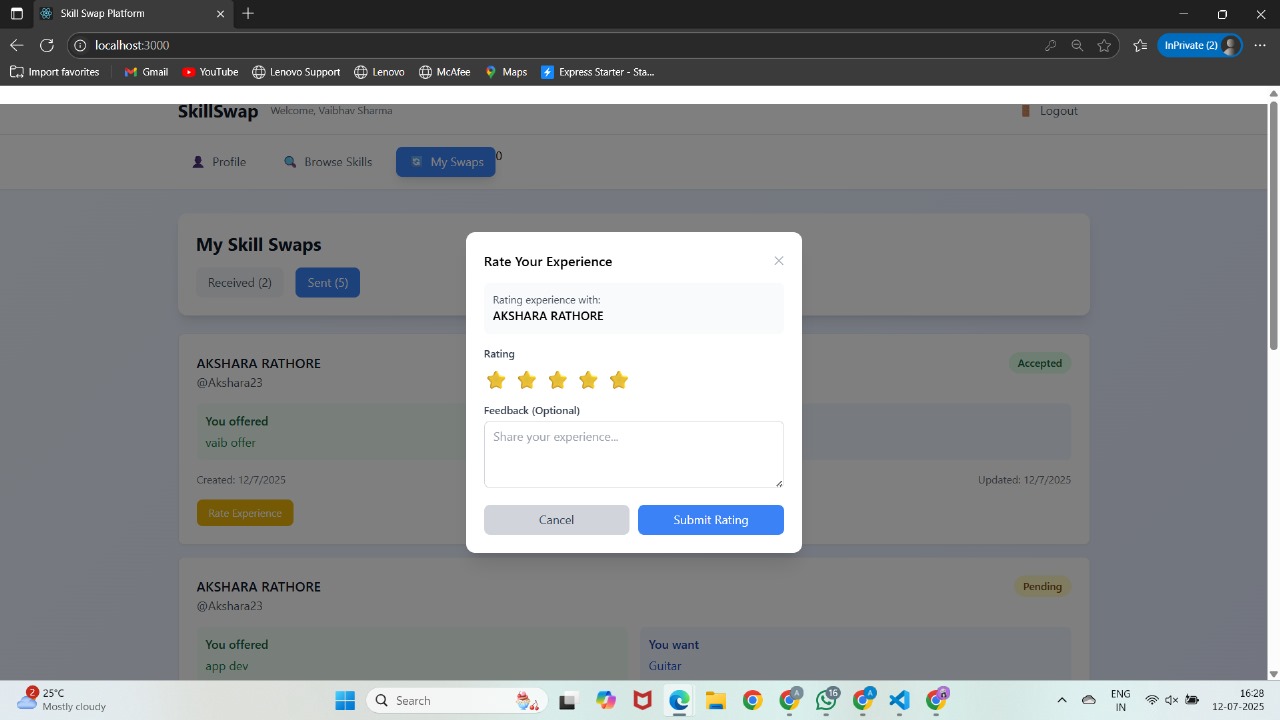 Skill Swap Platform
localhost:3000
InPrivate (2)
Import favorites
Gmail
YouTube
Lenovo Support
Lenovo
McAfee
Maps
Express Starter - Sta...
SkillSwap
Welcome, Vaibhav Sharma
Logout
Profile
Browse Skills
My Swaps
0
My Skill Swaps
Received (2)
Sent (5)
Rate Your Experience
Rating experience with:
AKSHARA RATHORE
Rating
Feedback (Optional)
Share your experience...
Cancel
Submit Rating
AKSHARA RATHORE
Accepted
@Akshara23
You offered
vaib offer
Created: 12/7/2025
Updated: 12/7/2025
Rate Experience
AKSHARA RATHORE
Pending
@Akshara23
You offered
app dev
You want
Guitar
2
25°C
Mostly cloudy
Search
A
16
A
ENG
IN
16:28
12-07-2025